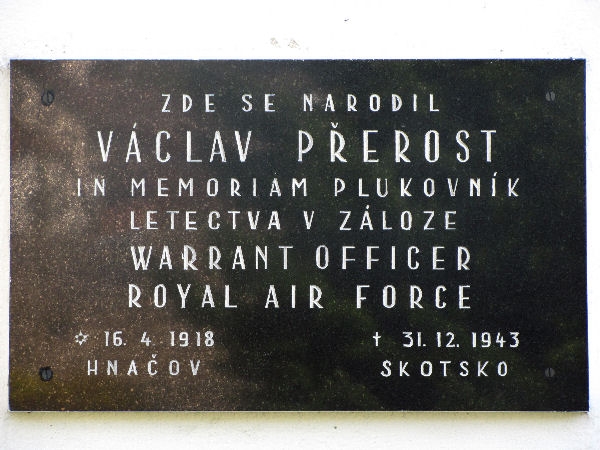 ZDE SE NARODIL
VÁCLAV PŘEROST
IN MEMORIAM PLUKOVNÍK
LETECTVA V ZÁLOZE
WARRANT OFFICER
ROYAL AIR FORCE
✡ 16. 4. 1918 † 31. 12. 1943
HNAČOV SKOTSKO